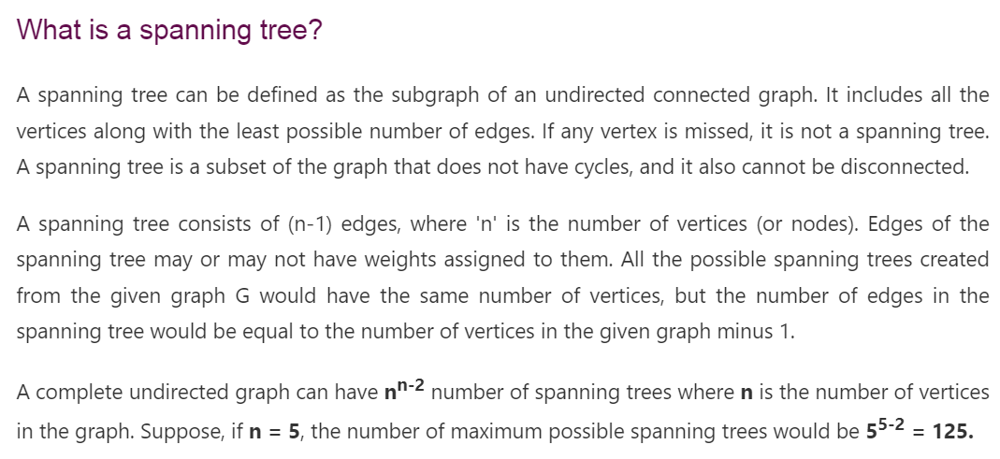 What is a spanning tree?
A spanning tree can be defined as the subgraph of an undirected connected graph. It includes all the
vertices along with the least possible number of edges. If any vertex is missed, it is not a spanning tree.
A spanning tree is a subset of the graph that does not have cycles, and it also cannot be disconnected.
A spanning tree consists of (n-1) edges, where 'n' is the number of vertices (or nodes). Edges of the
spanning tree may or may not have weights assigned to them. All the possible spanning trees created
from the given graph G would have the same number of vertices, but the number of edges in the
spanning tree would be equal to the number of vertices in the given graph minus 1.
A complete undirected graph can have nⁿ⁻² number of spanning trees where n is the number of vertices
in the graph. Suppose, if n = 5, the number of maximum possible spanning trees would be 5⁵⁻² = 125.